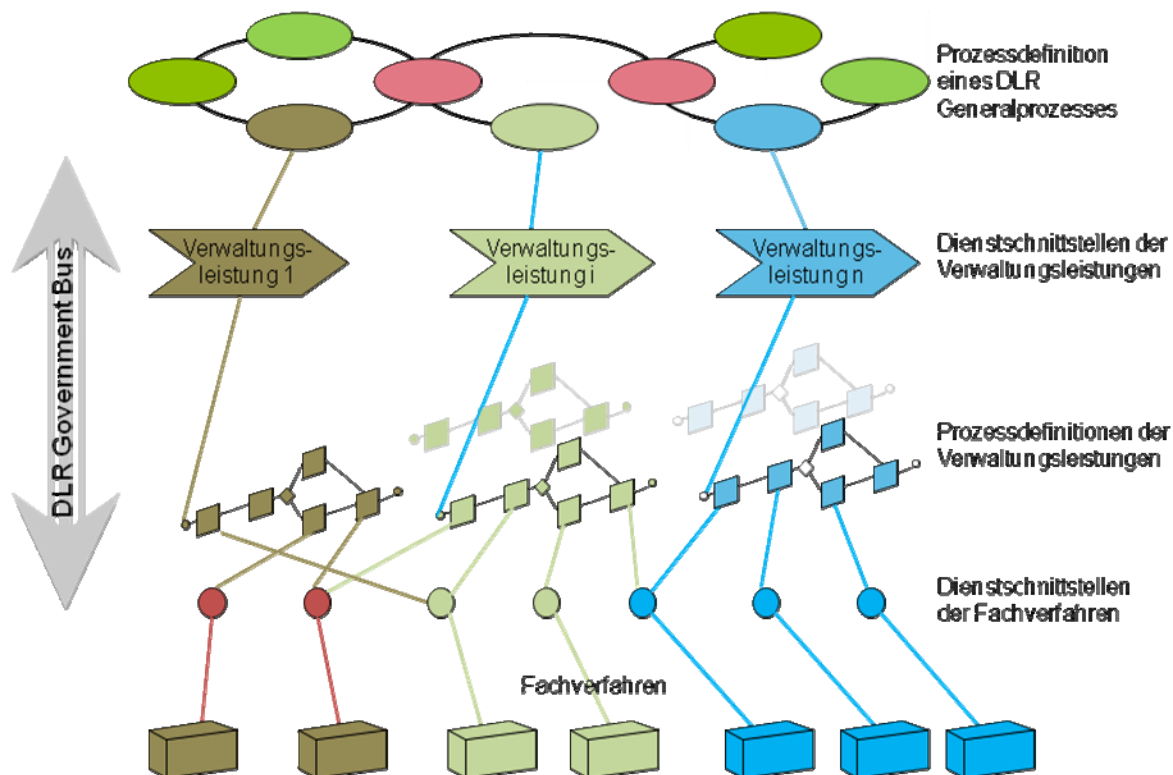 Prozessdefinition
eines DLR
Generalprozesses
DLR Government Bus
Verwaltungs-
leistung 1
Verwaltungs-
leistung i
Verwaltungs-
leistung n
Dienstschnittstellen der
Verwaltungsleistungen
Prozessdefinitionen der
Verwaltungsleistungen
Dienstschnittstellen
der Fachverfahren
Fachverfahren